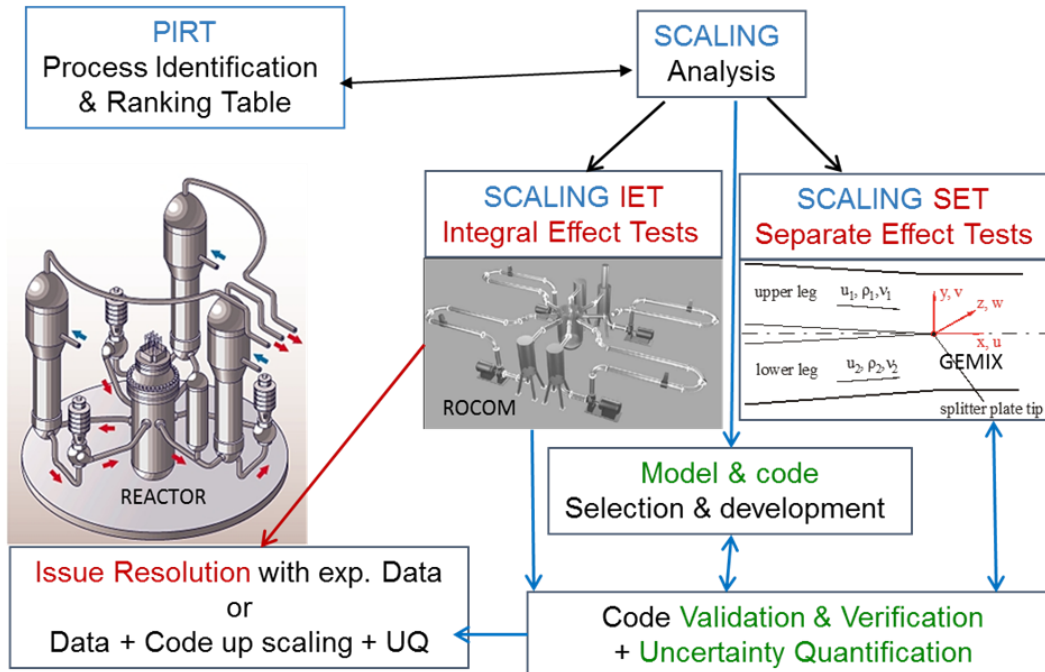 PIRT
Process Identification
& Ranking Table
SCALING
Analysis
SCALING IET
Integral Effect Tests
SCALING SET
Separate Effect Tests
upper leg
u₁, ρ₁,ν₁
y, v
z, w
x, u
GEMIX
lower leg
u₂, ρ₂,ν₂
splitter plate tip
ROCOM
REACTOR
Model & code
Selection & development
Issue Resolution with exp. Data
or
Data + Code up scaling + UQ
Code Validation & Verification
+ Uncertainty Quantification